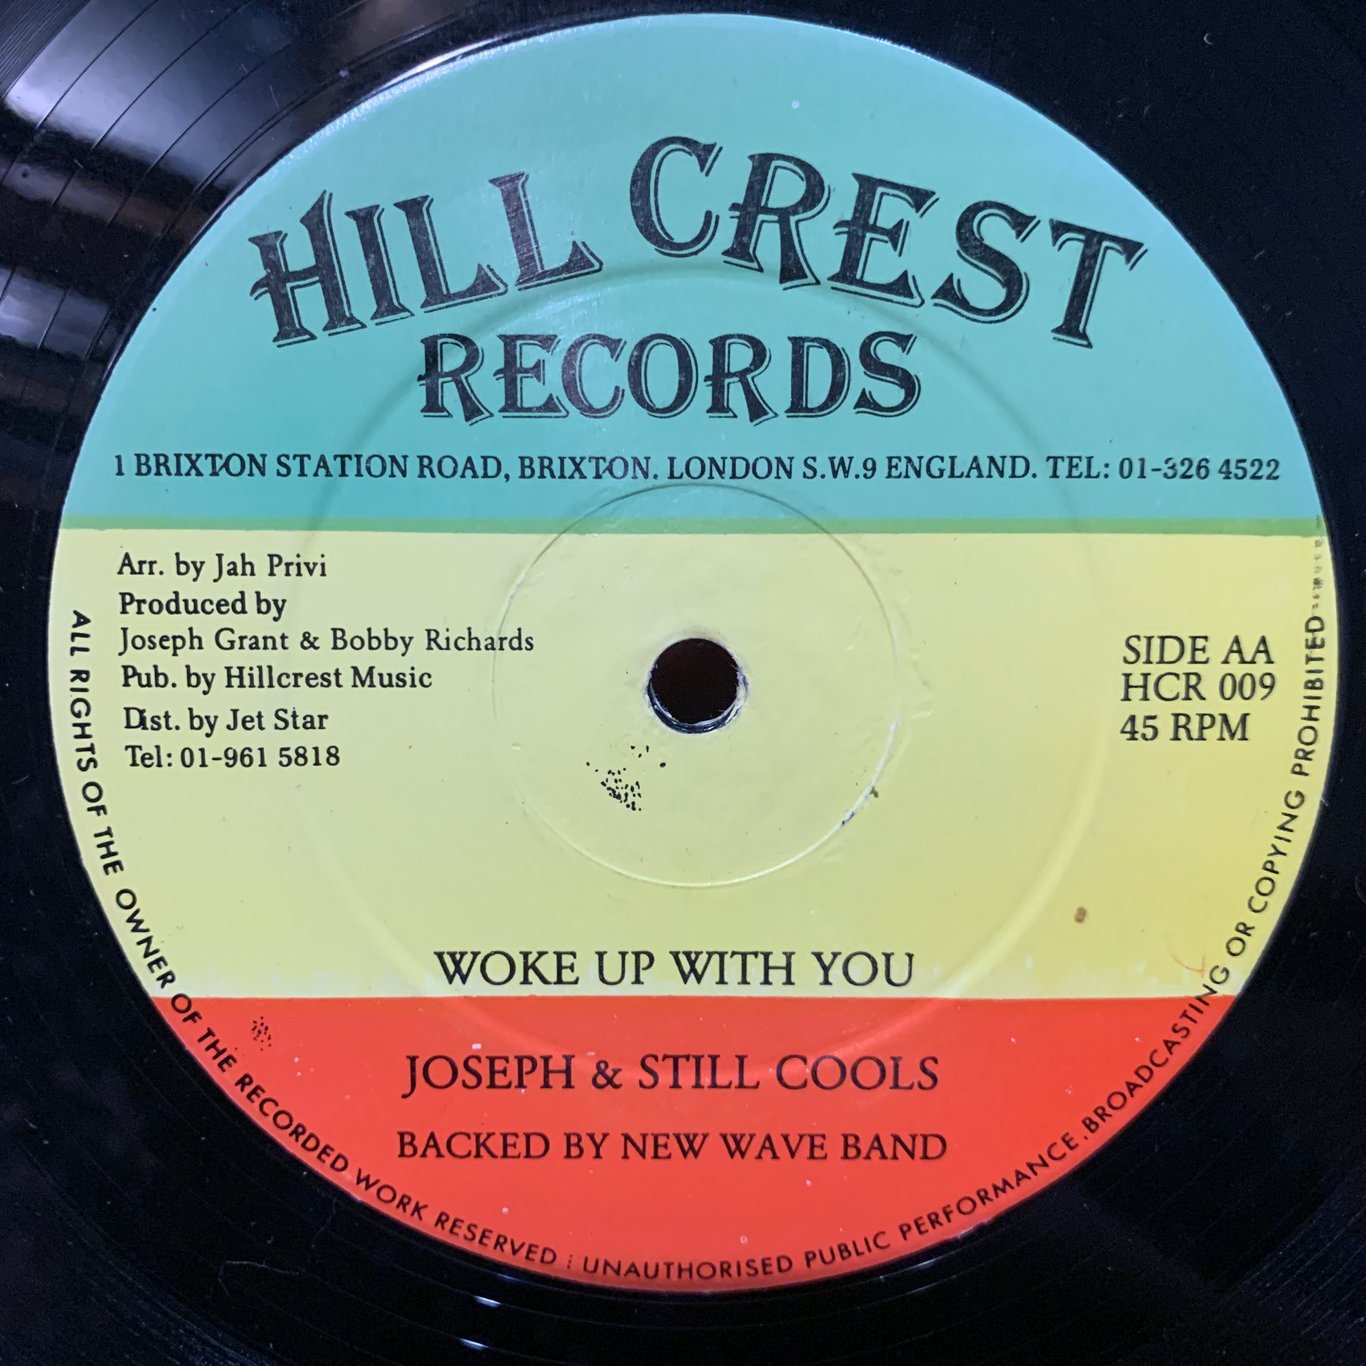 HILL CREST
RECORDS
1 BRIXTON STATION ROAD, BRIXTON. LONDON S.W.9 ENGLAND. TEL: 01-326 4522
Arr. by Jah Privi
Produced by
Joseph Grant & Bobby Richards
Pub. by Hillcrest Music
Dist. by Jet Star
Tel: 01-961 5818
SIDE AA
HCR 009
45 RPM
WOKE UP WITH YOU
JOSEPH & STILL COOLS
BACKED BY NEW WAVE BAND
ALL RIGHTS OF THE OWNER OF THE RECORDED WORK RESERVED : UNAUTHORISED PUBLIC PERFORMANCE. BROADCASTING OR COPYING PROHIBITED